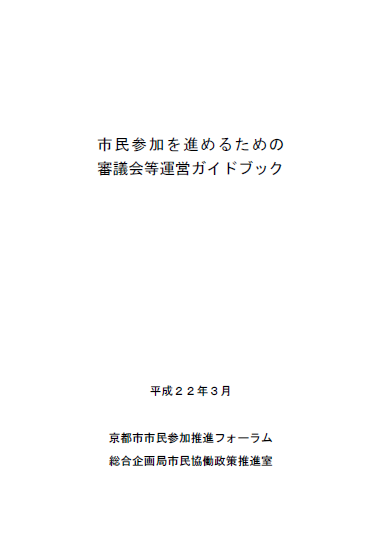 市民参加を進めるための
審議会等運営ガイドブック
平成２２年３月
京都市市民参加推進フォーラム
総合企画局市民協働政策推進室